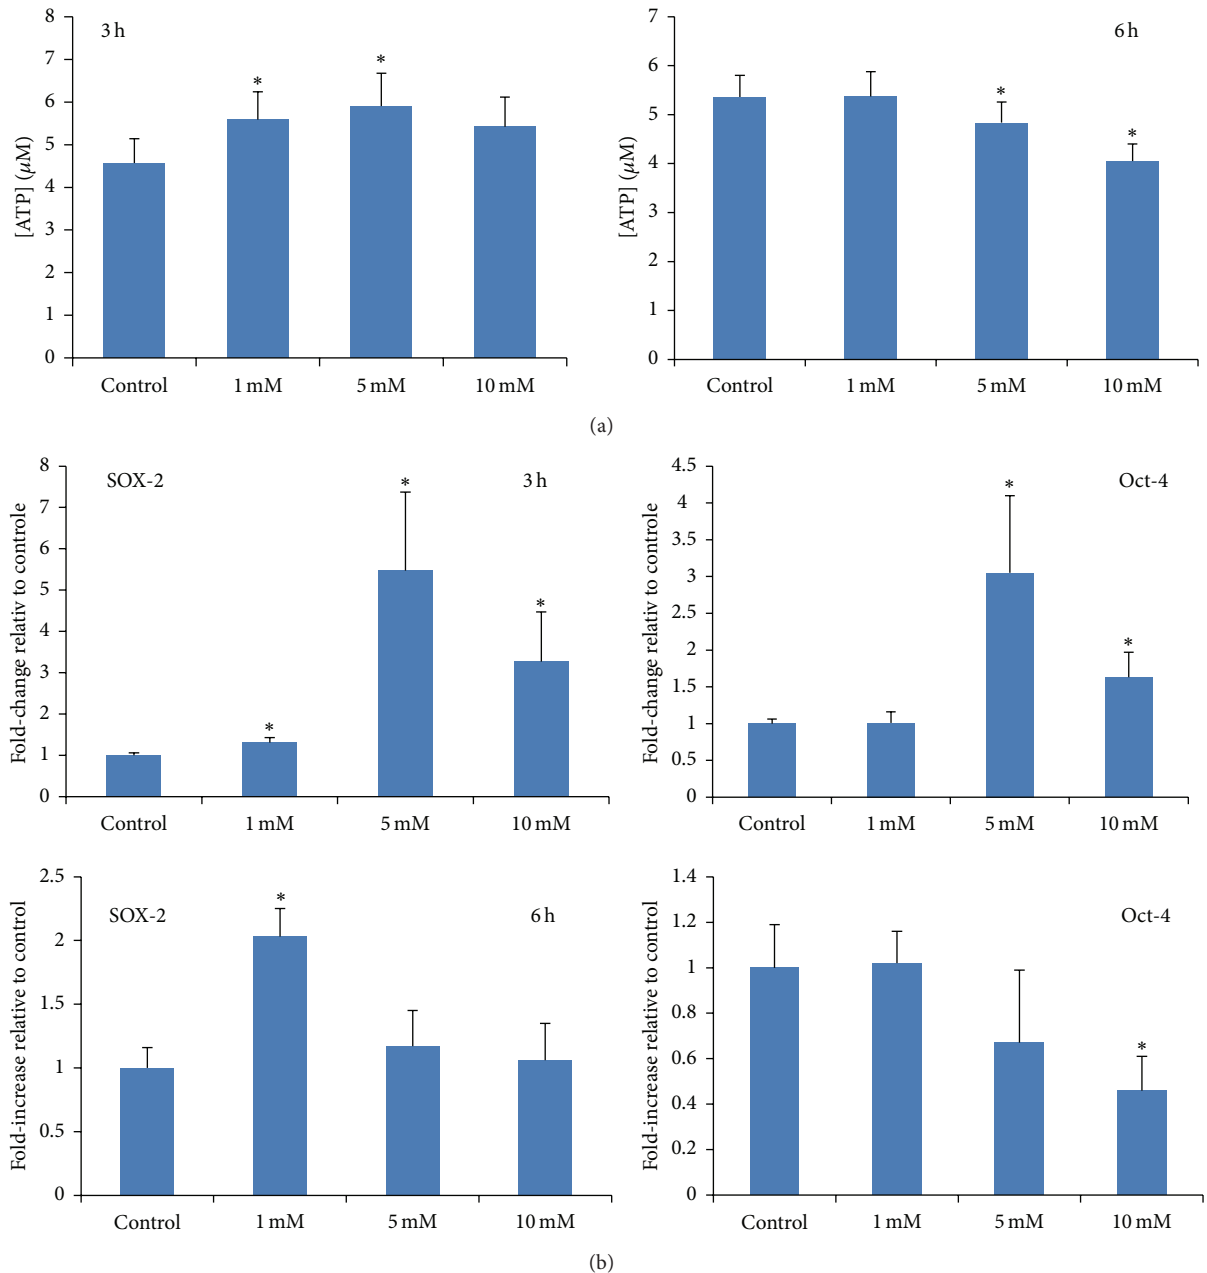 8
7
6
5
4
3
2
1
0
[ATP] (μM)
3 h
*
*
Control
1 mM
5 mM
10 mM
7
6
5
4
3
2
1
0
[ATP] (μM)
6 h
*
*
Control
1 mM
5 mM
10 mM
(a)
8
7
6
5
4
3
2
1
0
Fold-change relativ to controle
SOX-2
3 h
*
*
*
Control
1 mM
5 mM
10 mM
4.5
4
3.5
3
2.5
2
1.5
1
0.5
0
Fold-change relativ to controle
Oct-4
*
*
Control
1 mM
5 mM
10 mM
2.5
2
1.5
1
0.5
0
Fold-increase relative to control
SOX-2
6 h
*
Control
1 mM
5 mM
10 mM
1.4
1.2
1
0.8
0.6
0.4
0.2
0
Fold-increase relative to control
Oct-4
*
Control
1 mM
5 mM
10 mM
(b)